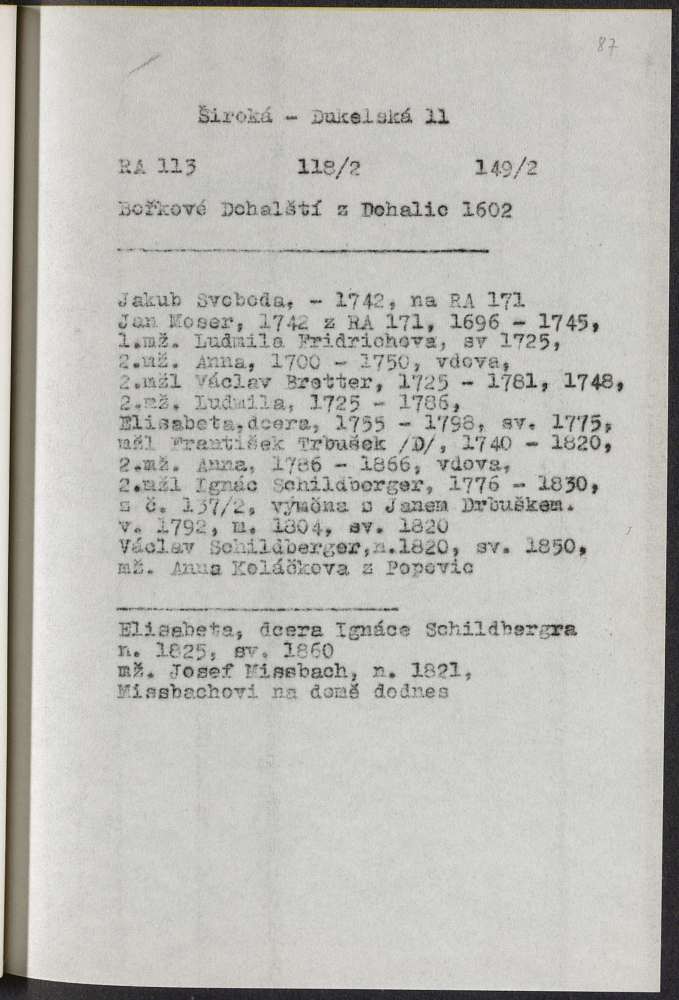 87
Široká - Dukelská 11
RA 113 118/2 149/2
Bořkové Dohalští z Dohalic 1602
Jakub Svoboda, - 1742, na RA 171
Jan Moser, 1742 z RA 171, 1696 - 1745,
1.mž. Ludmila Fridrichova, sv 1725,
2.mž. Anna, 1700 - 1750, vdova,
2.mžl Václav Bretter, 1725 - 1781, 1748,
2.mž. Ludmila, 1725 - 1786,
Elisabeta,dcera, 1755 - 1798, sv. 1775,
mžl František Trbušek /D/, 1740 - 1820,
2.mž. Anna, 1786 - 1866, vdova,
2.mžl Ignác Schildberger, 1776 - 1830,
z č. 137/2, výměna s Janem Drbuškem.
v. 1792, m. 1804, sv. 1820
Václav Schildberger,n.1820, sv. 1850,
mž. Anna Koláčkova z Popovic
Elisabeta, dcera Ignáce Schildbergra
n. 1825, sv. 1860
mž. Josef Missbach, n. 1821,
Missbachovi na domě dodnes